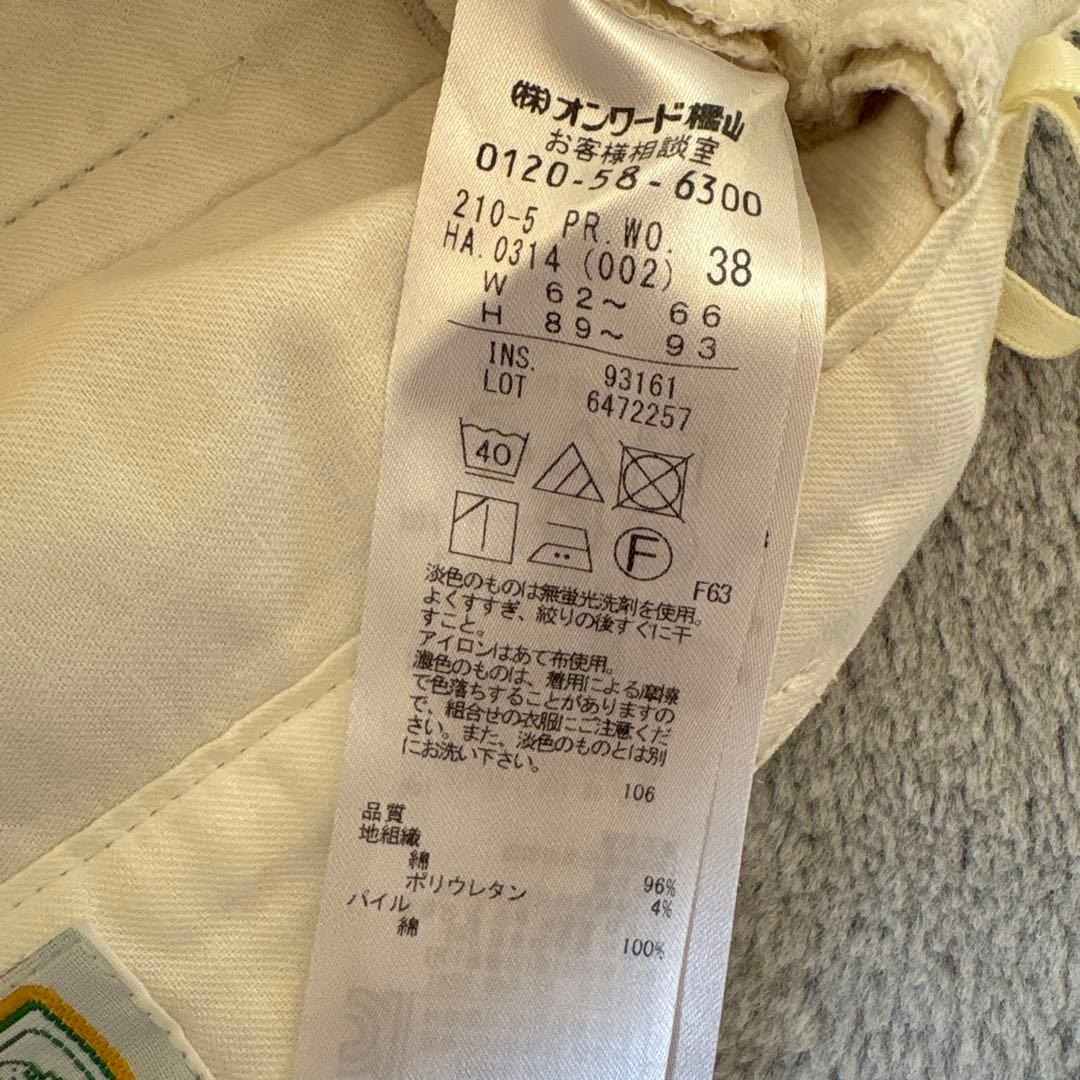 (株)オンワード樫山
お客様相談室
0120-58-6300
210-5 PR.WO.
HA.0314 (002) 38
W 62～ 66
H 89～ 93
INS. 93161
LOT 6472257
40
F
F63
淡色のものは無蛍光洗剤を使用。
よくすすぎ、絞りの後すぐに干
すこと。
アイロンはあて布使用。
濃色のものは、着用による摩擦
で色落ちすることがありますの
で、組合せの衣服にご注意くだ
さい。また、淡色のものとは別
にお洗い下さい。
106
品質
地組織
綿 96%
ポリウレタン 4%
パイル
綿 100%